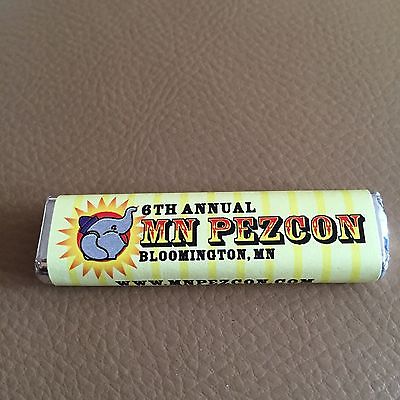 6TH ANNUAL
MN PEZCON
BLOOMINGTON, MN
WWW.MNPEZCON.COM